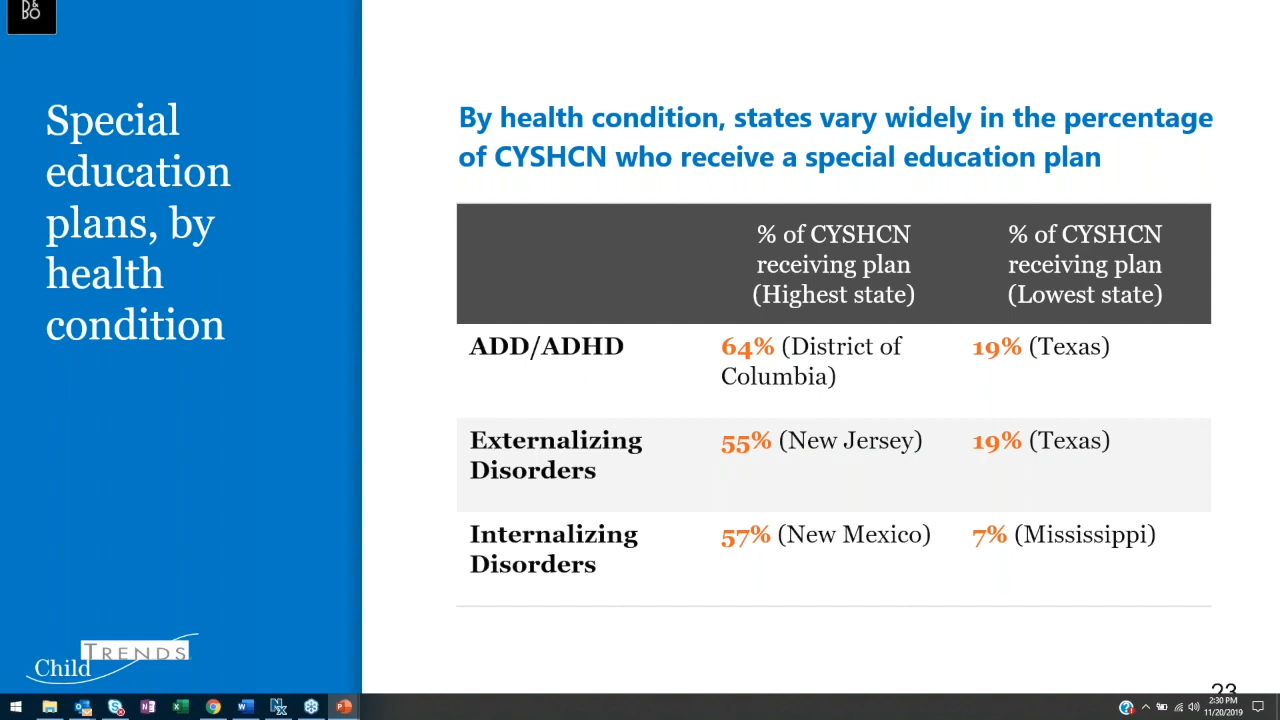 B&
BO
Special
education
plans, by
health
condition
By health condition, states vary widely in the percentage
of CYSHCN who receive a special education plan
% of CYSHCN
receiving plan
(Highest state)
% of CYSHCN
receiving plan
(Lowest state)
ADD/ADHD
64% (District of
Columbia)
19% (Texas)
Externalizing
Disorders
55% (New Jersey)
19% (Texas)
Internalizing
Disorders
57% (New Mexico)
7% (Mississippi)
Child TRENDS
23
2:30 PM
11/20/2019